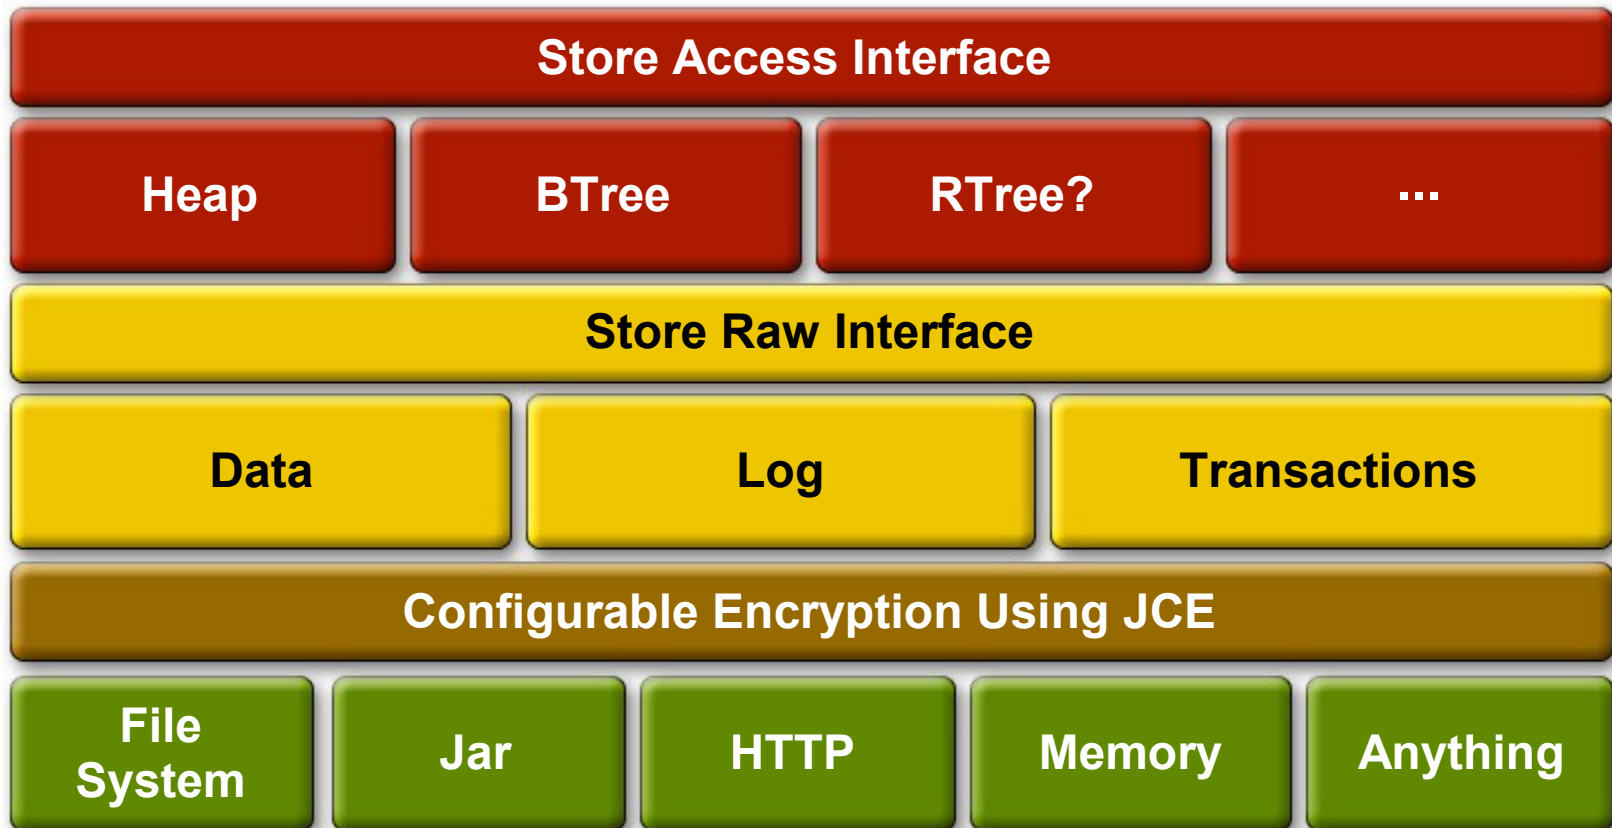 Store Access Interface
Heap
BTree
RTree?
...
Store Raw Interface
Data
Log
Transactions
Configurable Encryption Using JCE
File
System
Jar
HTTP
Memory
Anything